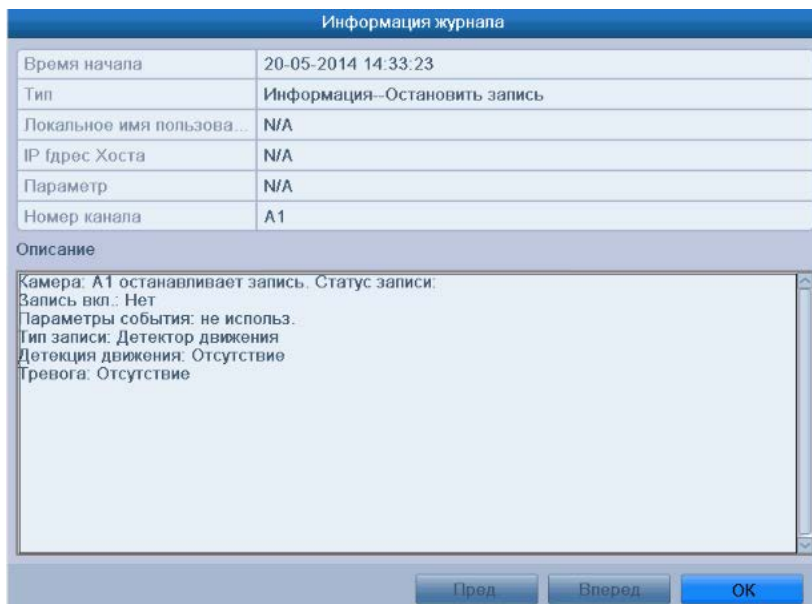 Информация журнала
Время начала 20-05-2014 14:33:23
Тип Информация--Остановить запись
Локальное имя пользова... N/A
IP fдрес Хоста N/A
Параметр N/A
Номер канала A1
Описание
Камера: A1 останавливает запись. Статус записи:
Запись вкл.: Нет
Параметры события: не использ.
Тип записи: Детектор движения
Детекция движения: Отсутствие
Тревога: Отсутствие
Пред. Вперед OK